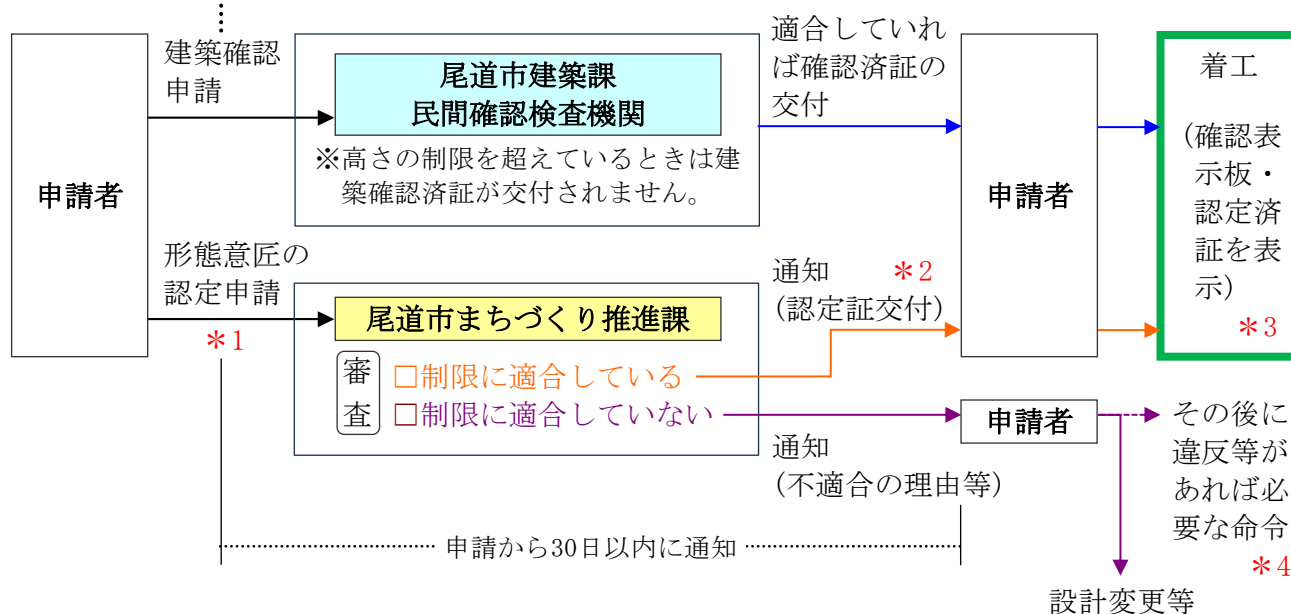 申請者
建築確認
申請
尾道市建築課
民間確認検査機関
※高さの制限を超えているときは建
築確認済証が交付されません。
適合していれ
ば確認済証の
交付
申請者
着工
(確認表
示板・
認定済
証を表
示)
*3
形態意匠の
認定申請
*1
尾道市まちづくり推進課
審
査
□制限に適合している
□制限に適合していない
通知 *2
(認定証交付)
通知
(不適合の理由等)
申請者
その後に
違反等が
あれば必
要な命令
*4
設計変更等
申請から30日以内に通知